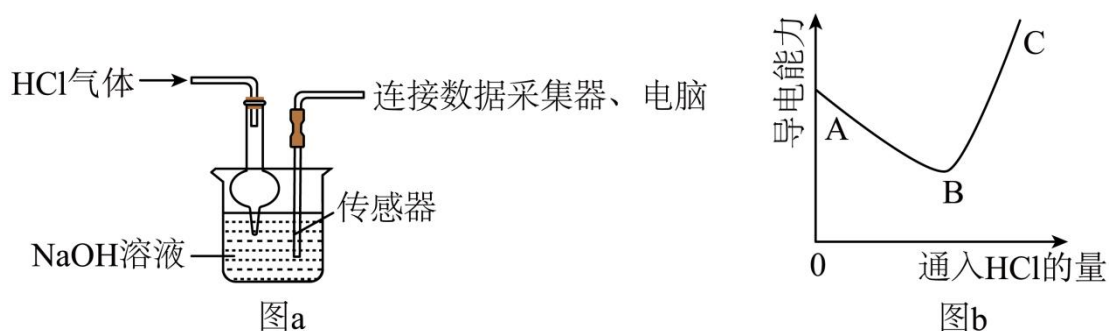 HCl气体
连接数据采集器、电脑
传感器
NaOH溶液
图a
导电能力
A
B
C
0
通入HCl的量
图b